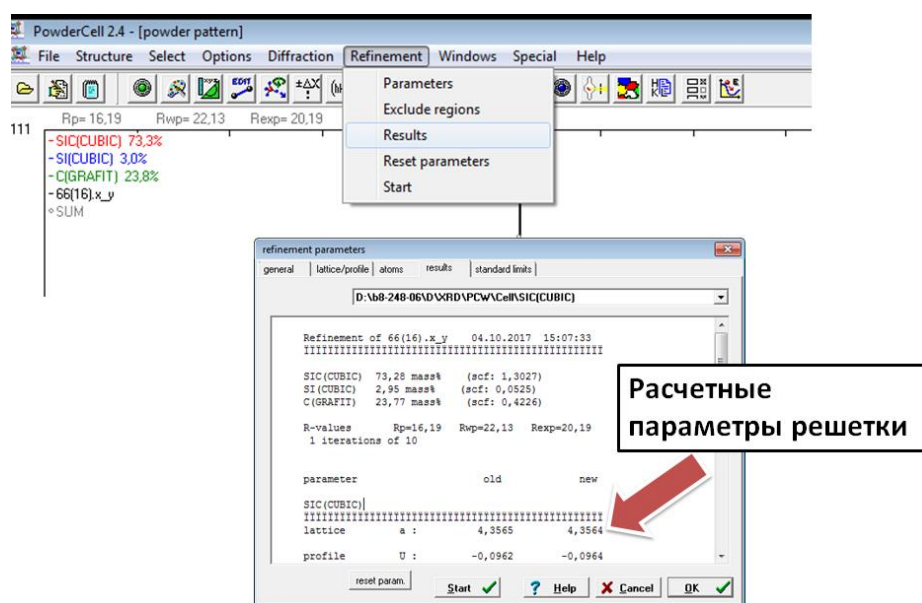 PowderCell 2.4 - [powder pattern]
File Structure Select Options Diffraction Refinement Windows Special Help
Parameters
Exclude regions
Results
Reset parameters
Start
EDIT
Rp= 16,19 Rwp= 22,13 Rexp= 20,19
111
- SIC(CUBIC) 73,3%
- SI(CUBIC) 3,0%
- C(GRAFIT) 23,8%
- 66(16).x_y
° SUM
refinement parameters
general lattice/profile atoms results standard limits
D:\b8-248-06\D\XRD\PCW\Cell\SIC(CUBIC)
Refinement of 66(16).x_y 04.10.2017 15:07:33
SIC(CUBIC) 73,28 mass% (scf: 1,3027)
SI(CUBIC) 2,95 mass% (scf: 0,0525)
C(GRAFIT) 23,77 mass% (scf: 0,4226)
R-values Rp=16,19 Rwp=22,13 Rexp=20,19
1 iterations of 10
parameter old new
SIC(CUBIC)
lattice a : 4,3565 4,3564
profile U : -0,0962 -0,0964
reset param. Start ? Help Cancel OK
Расчетные
параметры решетки